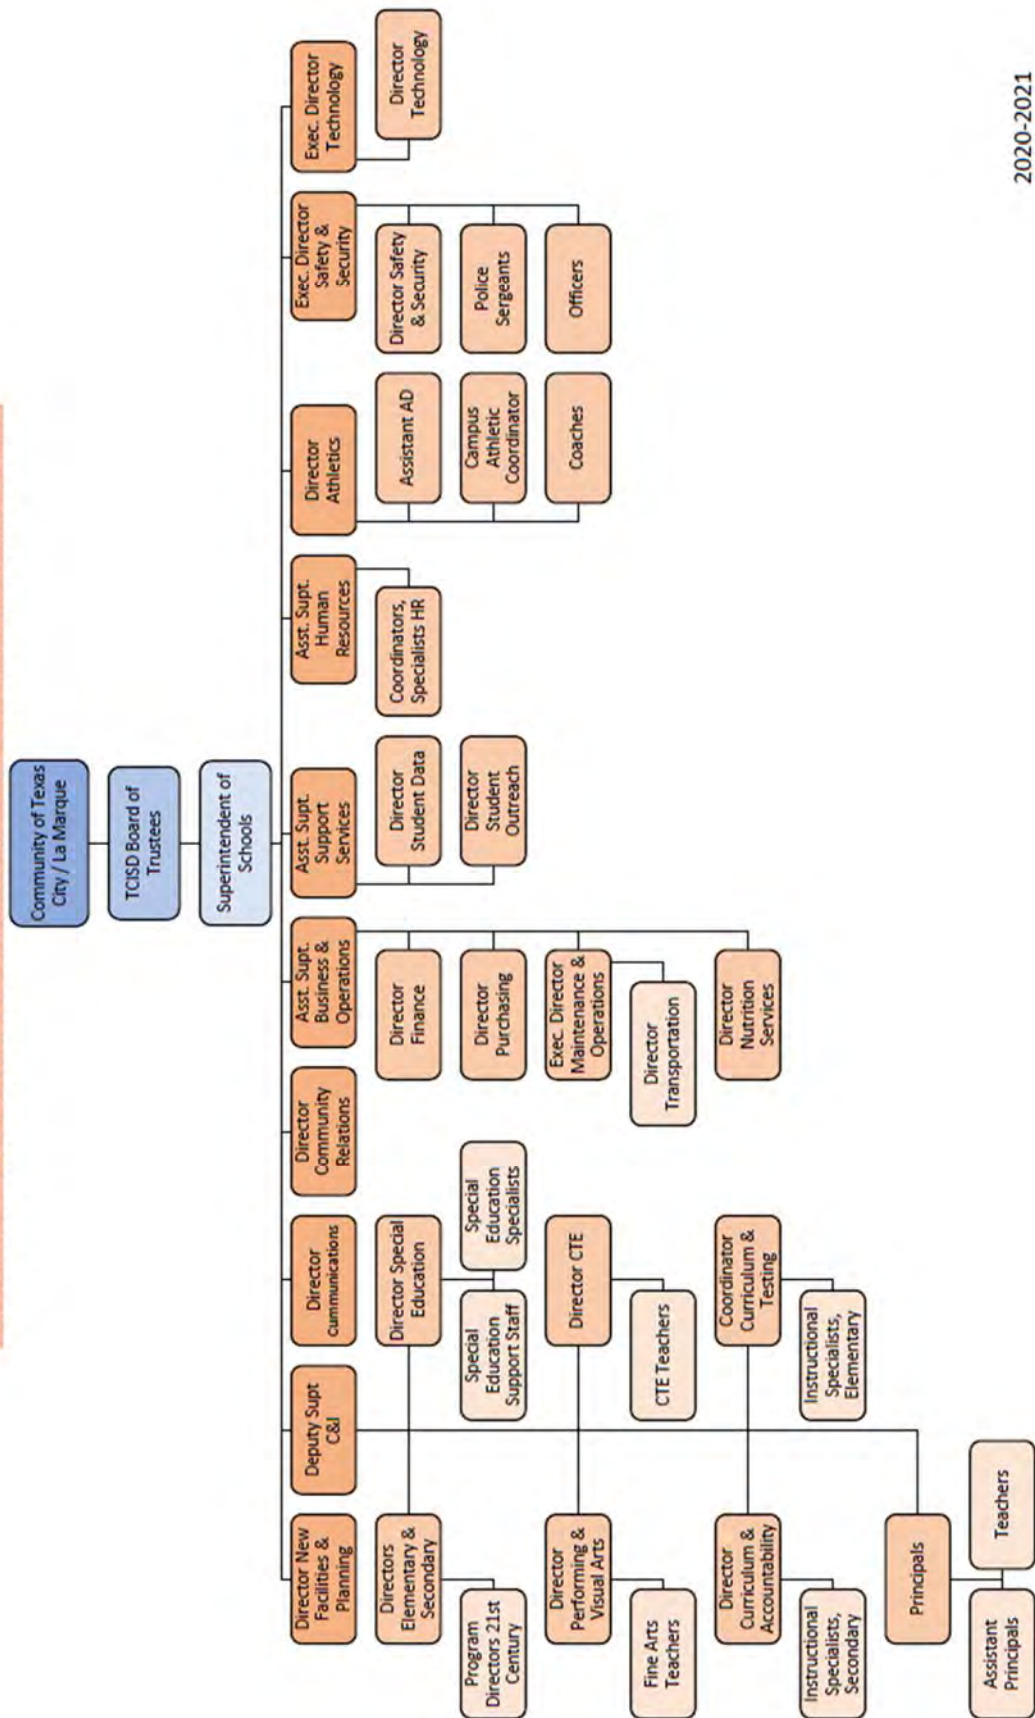 Community of Texas
City / La Marque
TCISD Board of
Trustees
Superintendent of
Schools
Director New
Facilities &
Planning
Deputy Supt
C&I
Director
Communications
Director
Community
Relations
Asst. Supt.
Business &
Operations
Asst. Supt.
Support
Services
Asst. Supt.
Human
Resources
Director
Athletics
Exec. Director
Safety &
Security
Exec. Director
Technology
Directors
Elementary &
Secondary
Program
Directors 21st
Century
Director
Performing &
Visual Arts
Fine Arts
Teachers
Director
Curriculum &
Accountability
Instructional
Specialists,
Secondary
Principals
Assistant
Principals
Teachers
Director Special
Education
Special
Education
Support Staff
Special
Education
Specialists
Director CTE
CTE Teachers
Coordinator
Curriculum &
Testing
Instructional
Specialists,
Elementary
Director
Finance
Director
Purchasing
Exec. Director
Maintenance &
Operations
Director
Transportation
Director
Nutrition
Services
Director
Student Data
Director
Student
Outreach
Coordinators,
Specialists HR
Assistant AD
Campus
Athletic
Coordinator
Coaches
Director Safety
& Security
Police
Sergeants
Officers
Director
Technology
2020-2021